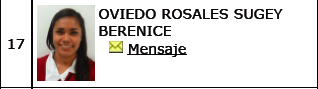 17
OVIEDO ROSALES SUGEY
BERENICE
Mensaje